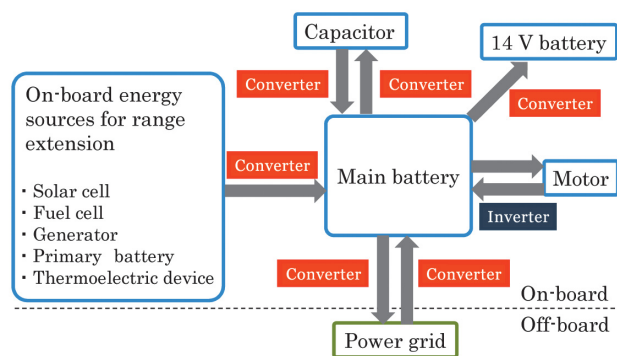 Capacitor
14 V battery
Converter
Converter
Converter
On-board energy
sources for range
extension
· Solar cell
· Fuel cell
· Generator
· Primary battery
· Thermoelectric device
Converter
Main battery
Motor
Inverter
Converter
Converter
On-board
Off-board
Power grid